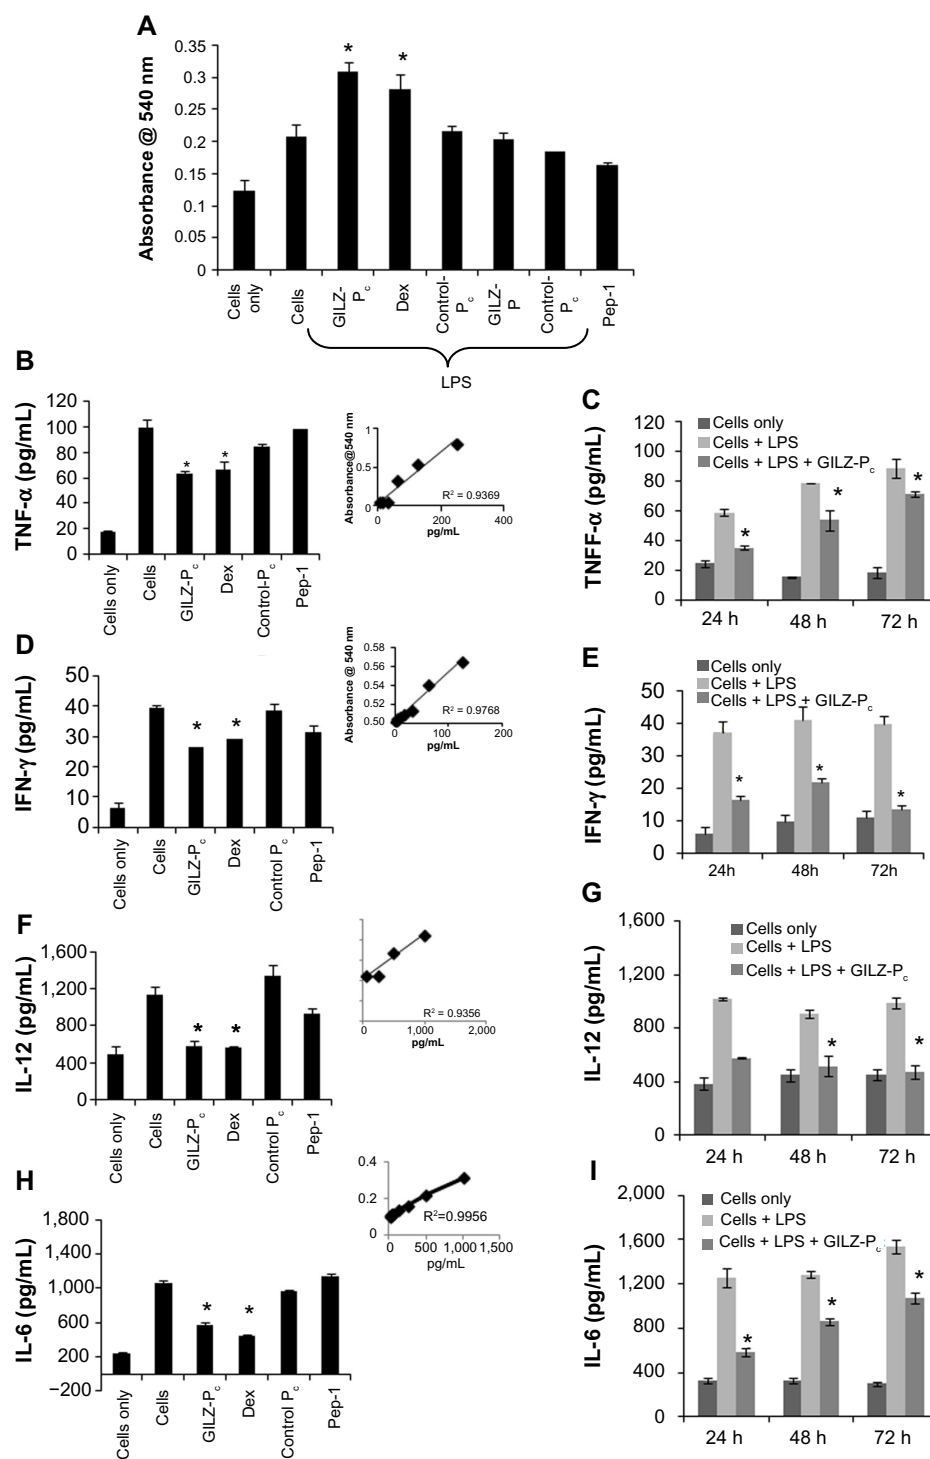 A
Absorbance @ 540 nm
0.35
0.3
0.25
0.2
0.15
0.1
0.05
0
Cells only
Cells
GILZ-Pc
Dex
Control-Pc
GILZ-P
Control-Pc
Pep-1
LPS
B
TNF-α (pg/mL)
120
100
80
60
40
20
0
Cells only
Cells
GILZ-Pc
Dex
Control-Pc
Pep-1
Absorbance@540 nm
1
0.5
0
R² = 0.9369
0 200 400
pg/mL
C
TNFF-α (pg/mL)
120
100
80
60
40
20
0
Cells only
Cells + LPS
Cells + LPS + GILZ-Pc
24 h 48 h 72 h
D
IFN-γ (pg/mL)
50
40
30
20
10
0
Cells only
Cells
GILZ-Pc
Dex
Control Pc
Pep-1
Absorbance @ 540 nm
0.58
0.56
0.54
0.52
0.50
R² = 0.9768
0 100 200
pg/mL
E
IFN-γ (pg/mL)
50
40
30
20
10
0
Cells only
Cells + LPS
Cells + LPS + GILZ-Pc
24h 48h 72h
F
IL-12 (pg/mL)
1,600
1,200
800
400
0
Cells only
Cells
GILZ-Pc
Dex
Control Pc
Pep-1
R² = 0.9356
0 1,000 2,000
pg/mL
G
IL-12 (pg/mL)
1,600
1,200
800
400
0
Cells only
Cells + LPS
Cells + LPS + GILZ-Pc
24 h 48 h 72 h
H
IL-6 (pg/mL)
1,800
1,400
1,000
600
200
−200
Cells only
Cells
GILZ-Pc
Dex
Control Pc
Pep-1
0.4
0.2
0
R²=0.9956
0 500 1,000 1,500
pg/mL
I
IL-6 (pg/mL)
2,000
1,600
1,200
800
400
0
Cells only
Cells + LPS
Cells + LPS + GILZ-Pc
24 h 48 h 72 h